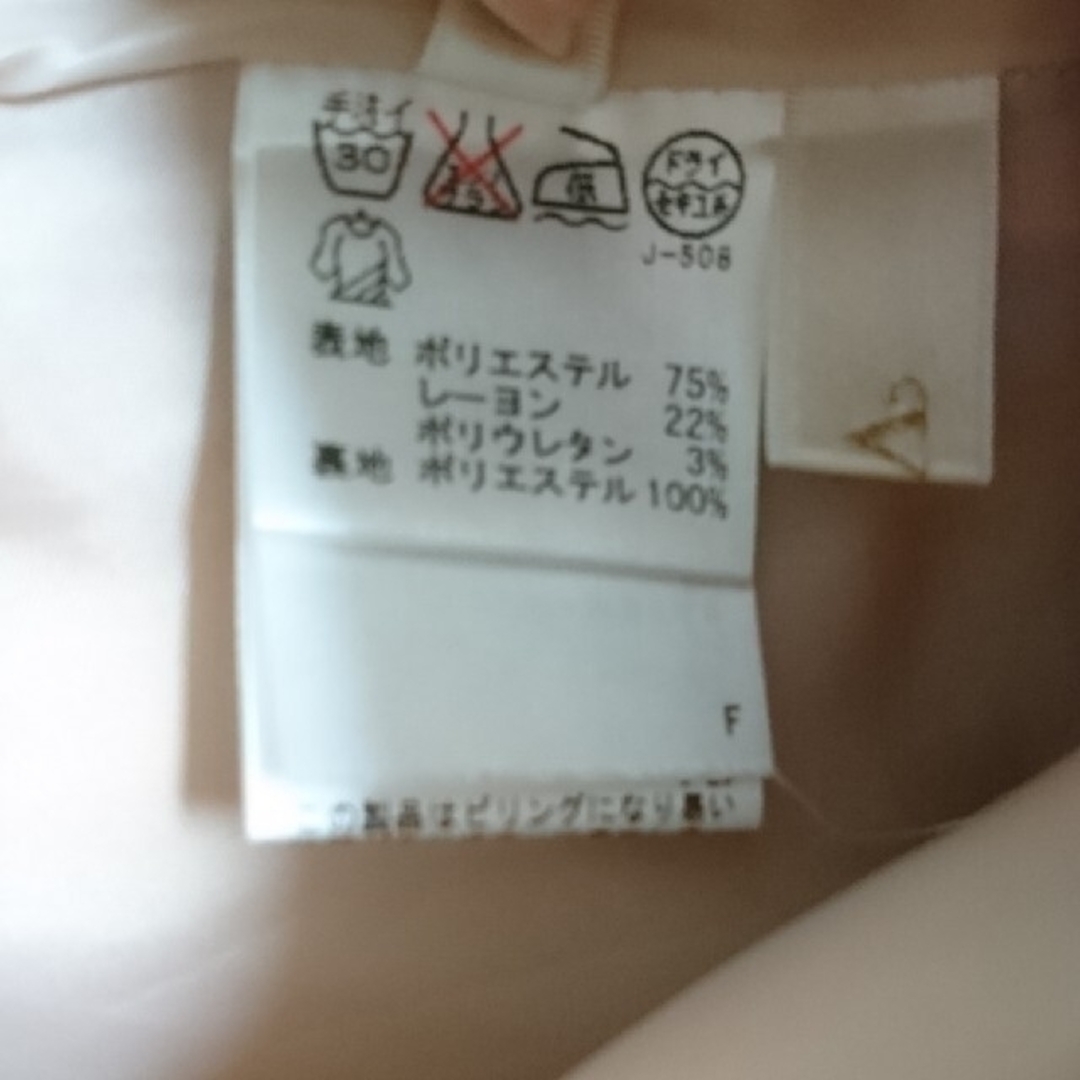 手洗イ
30
低
ドライ
セキユ系
J-508
表地 ポリエステル 75%
レーヨン 22%
ポリウレタン 3%
裏地 ポリエステル 100%
F
この製品はピリングになり易い